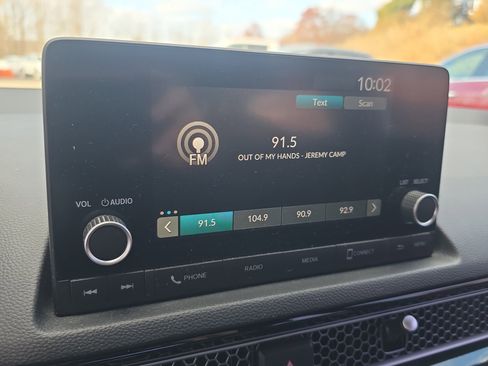 10:02
Text Scan
FM
91.5
OUT OF MY HANDS - JEREMY CAMP
VOL AUDIO
LIST SELECT
91.5 104.9 90.9 92.9
PHONE RADIO MEDIA CONNECT MENU